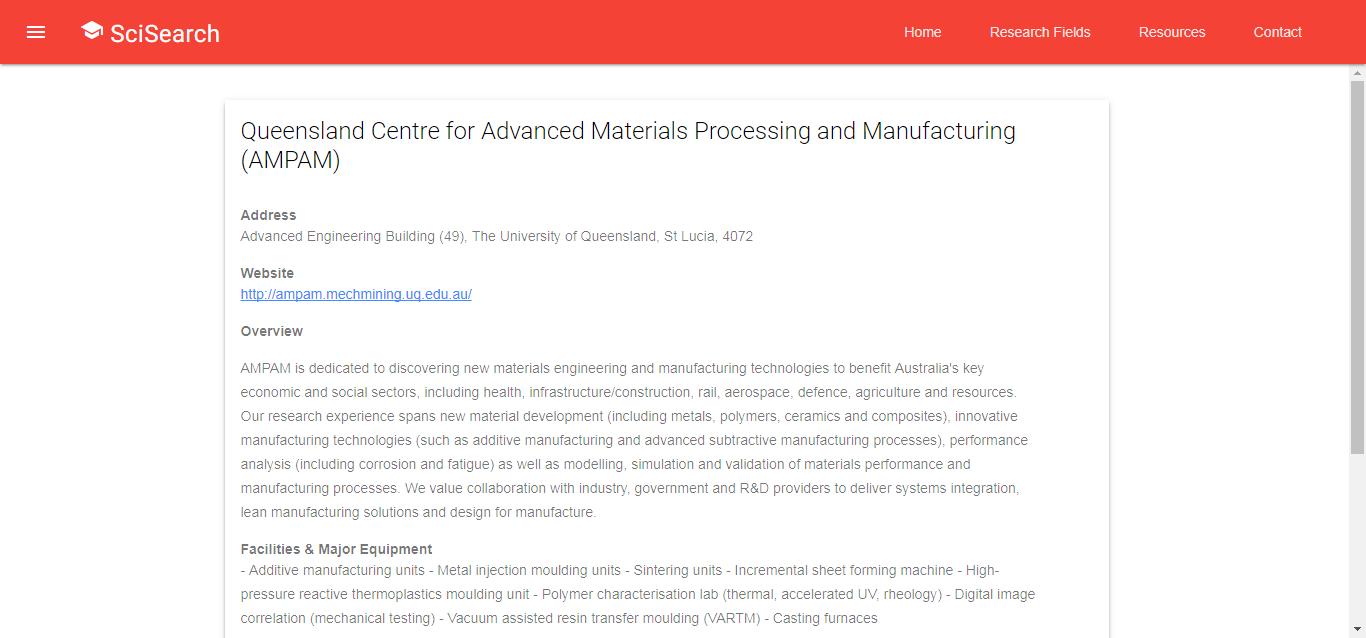 SciSearch
Home
Research Fields
Resources
Contact
Queensland Centre for Advanced Materials Processing and Manufacturing
(AMPAM)
Address
Advanced Engineering Building (49), The University of Queensland, St Lucia, 4072
Website
http://ampam.mechmining.uq.edu.au/
Overview
AMPAM is dedicated to discovering new materials engineering and manufacturing technologies to benefit Australia's key
economic and social sectors, including health, infrastructure/construction, rail, aerospace, defence, agriculture and resources.
Our research experience spans new material development (including metals, polymers, ceramics and composites), innovative
manufacturing technologies (such as additive manufacturing and advanced subtractive manufacturing processes), performance
analysis (including corrosion and fatigue) as well as modelling, simulation and validation of materials performance and
manufacturing processes. We value collaboration with industry, government and R&D providers to deliver systems integration,
lean manufacturing solutions and design for manufacture.
Facilities & Major Equipment
- Additive manufacturing units - Metal injection moulding units - Sintering units - Incremental sheet forming machine - High-
pressure reactive thermoplastics moulding unit - Polymer characterisation lab (thermal, accelerated UV, rheology) - Digital image
correlation (mechanical testing) - Vacuum assisted resin transfer moulding (VARTM) - Casting furnaces